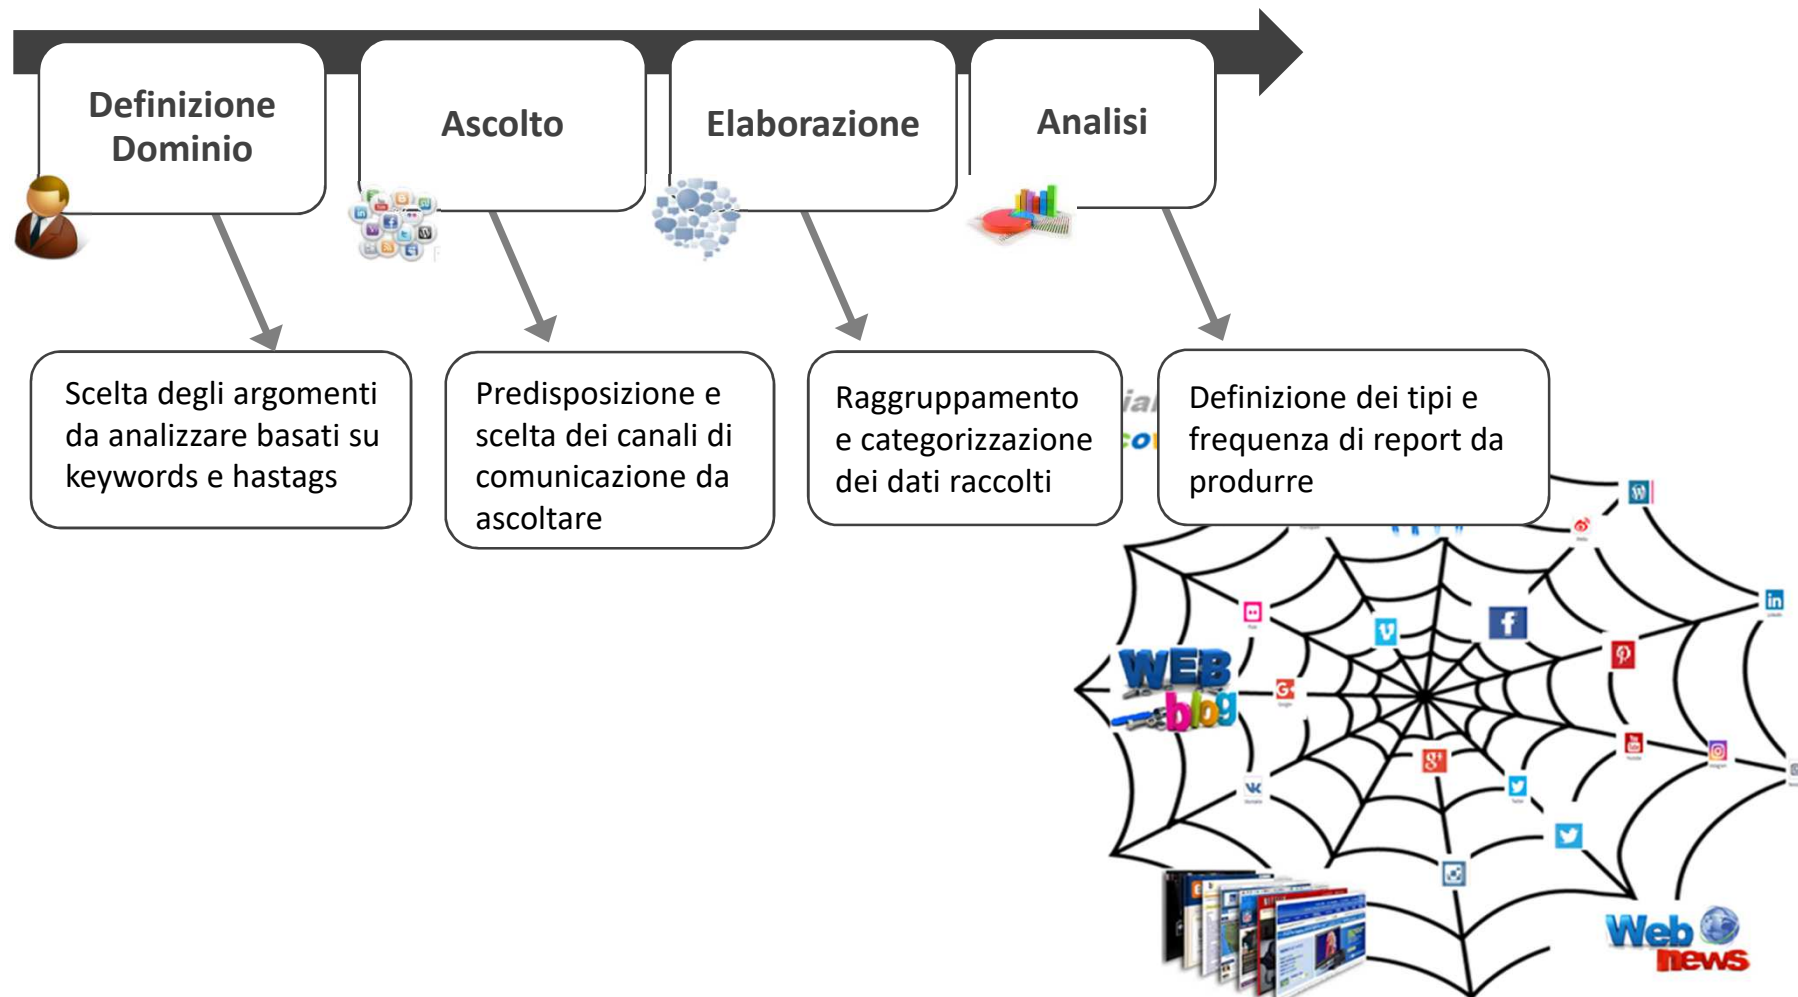 Definizione
Dominio
Ascolto
Elaborazione
Analisi
Scelta degli argomenti
da analizzare basati su
keywords e hastags
Predisposizione e
scelta dei canali di
comunicazione da
ascoltare
Raggruppamento
e categorizzazione
dei dati raccolti
Definizione dei tipi e
frequenza di report da
produrre
WEB
blog
Web
news